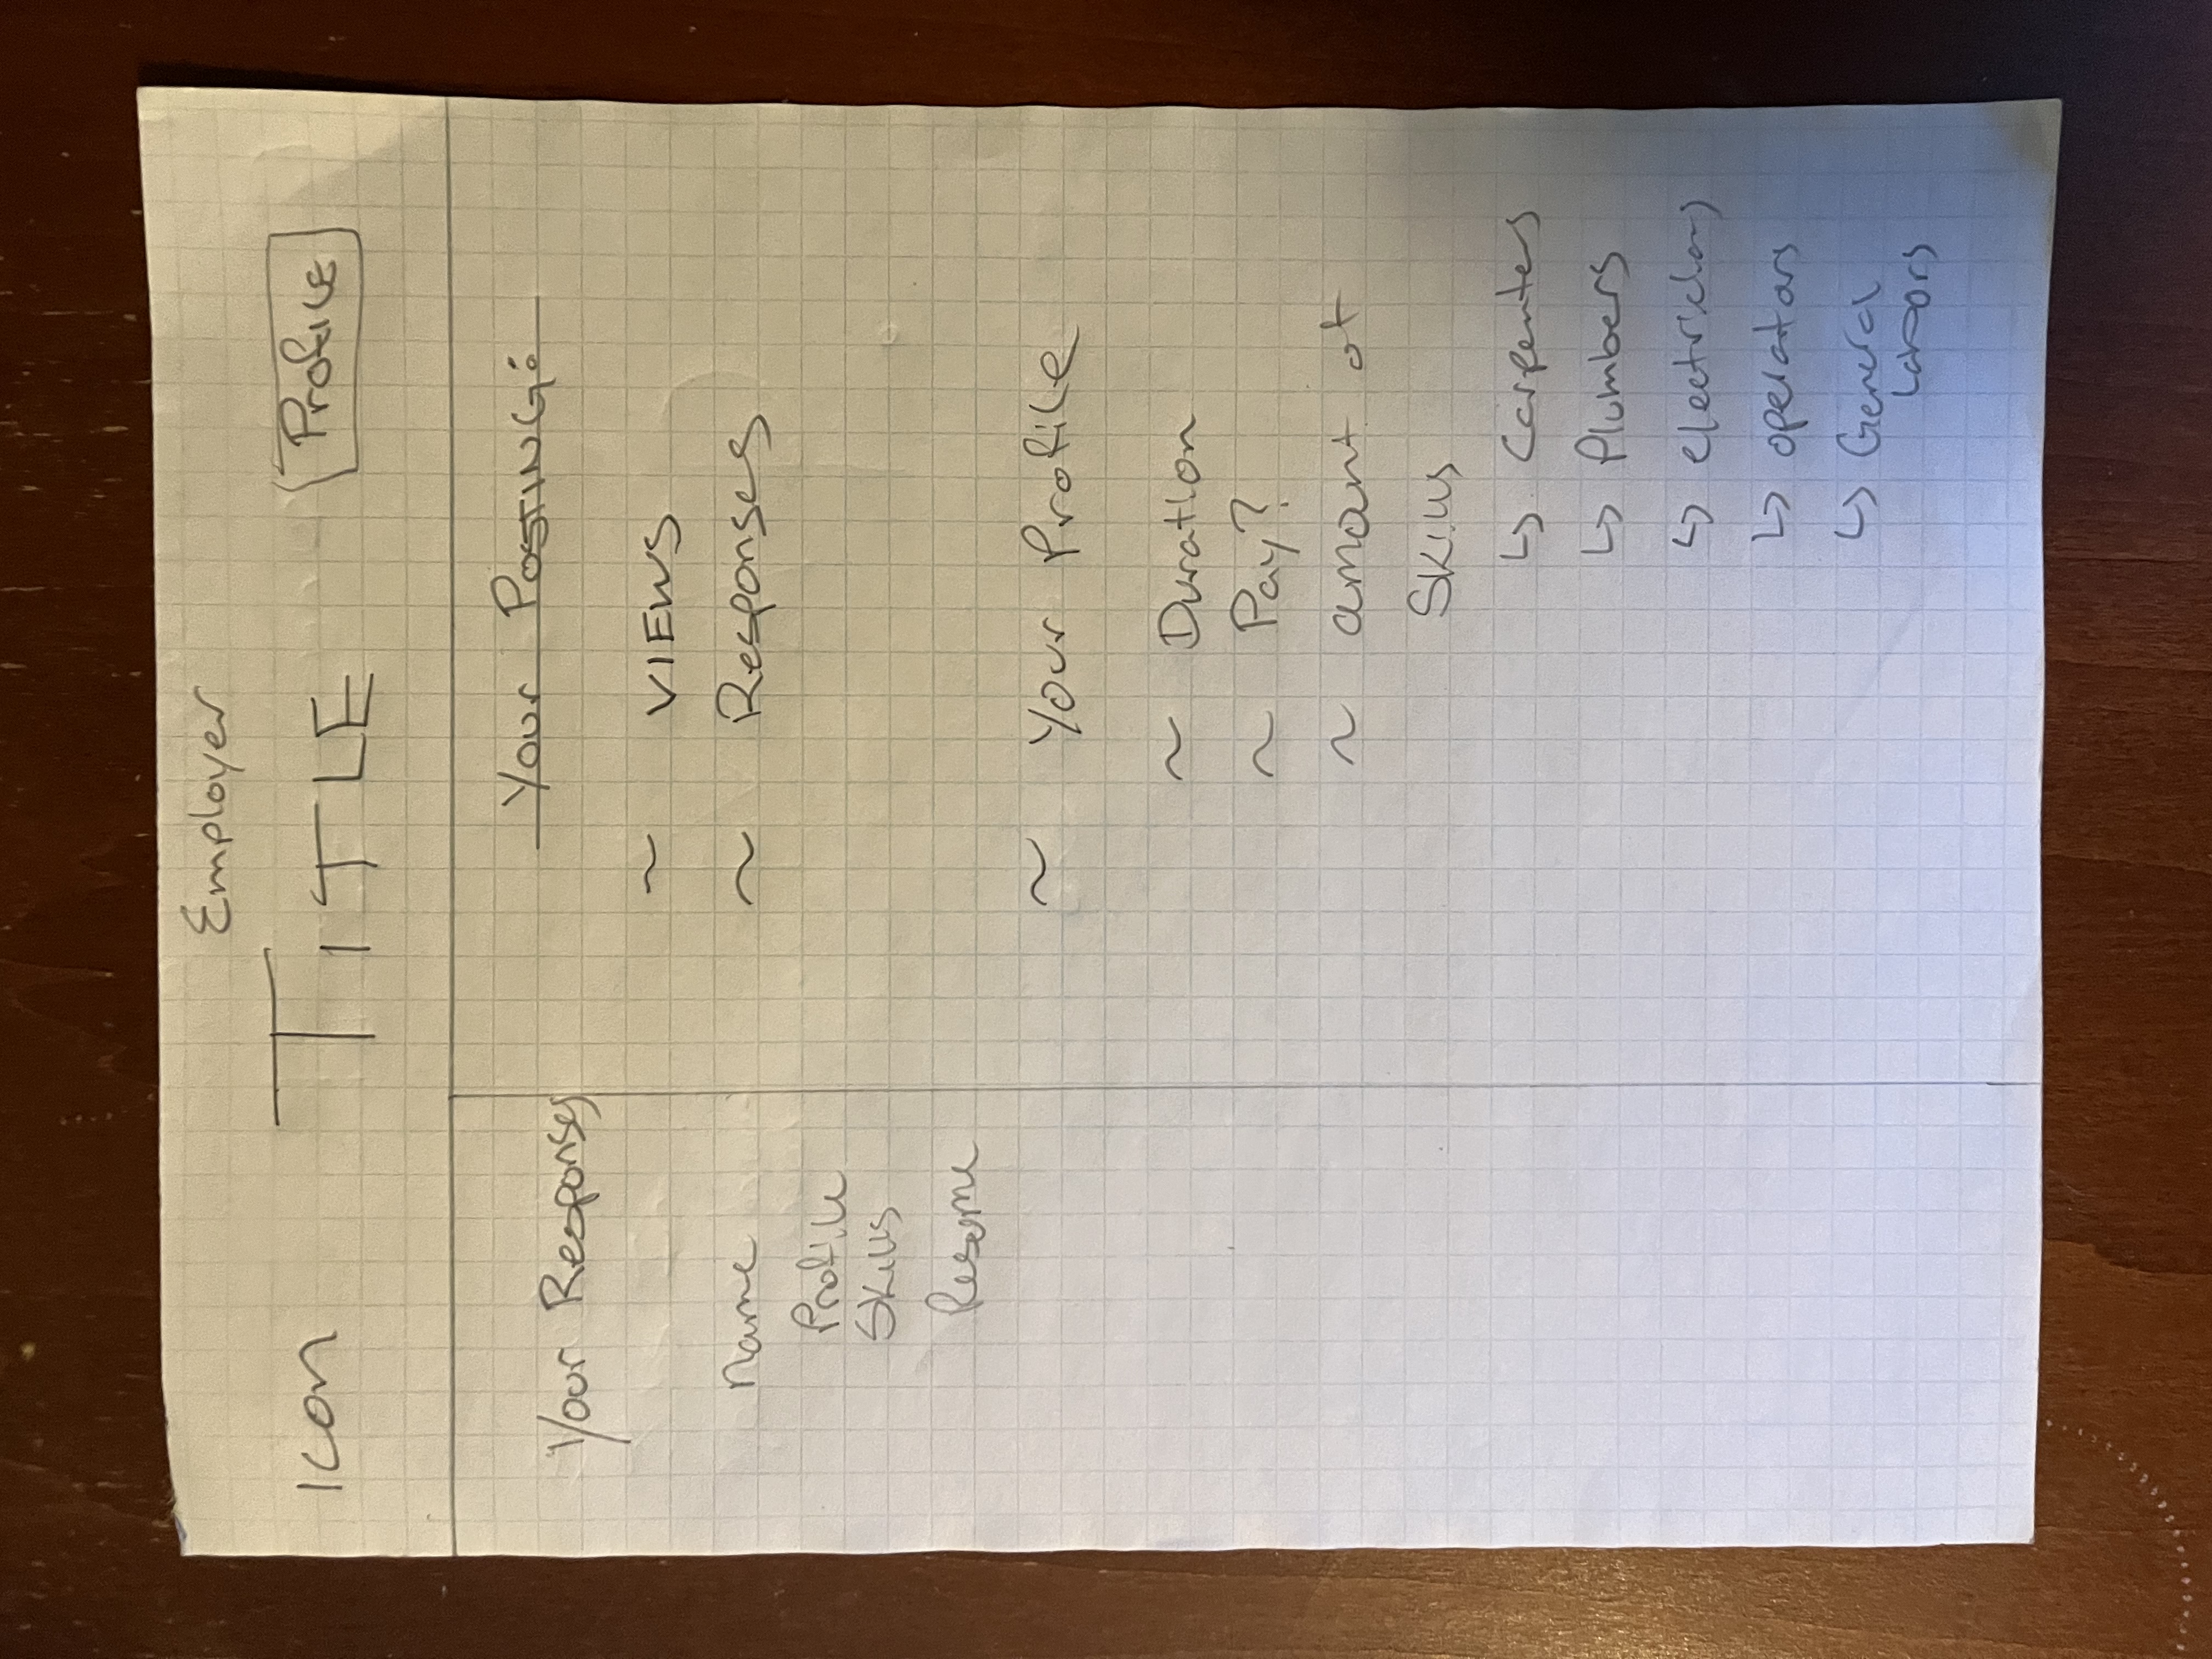 Employer
Icon TITLE Profile
Your Responses
Name
Profile
Skills
Resume
Your POSTING:
~ VIEWS
~ Responses
~ Your Profile
~ Duration
~ Pay?
~ amount of
Skills
↳ Carpenters
↳ Plumbers
↳ electricians
↳ operators
↳ General
Labors